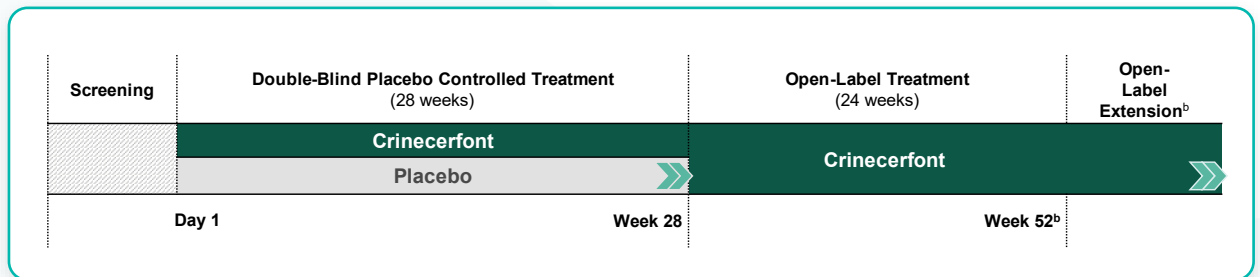 Screening
Double-Blind Placebo Controlled Treatment
(28 weeks)
Open-Label Treatment
(24 weeks)
Open-
Label
Extensionᵇ
Crinecerfont
Placebo
Crinecerfont
Day 1
Week 28
Week 52ᵇ